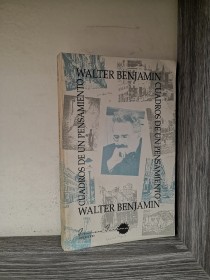 WALTER BENJAMIN
CUADROS DE UN PENSAMIENTO
CUADROS DE UN PENSAMIENTO
WALTER BENJAMIN